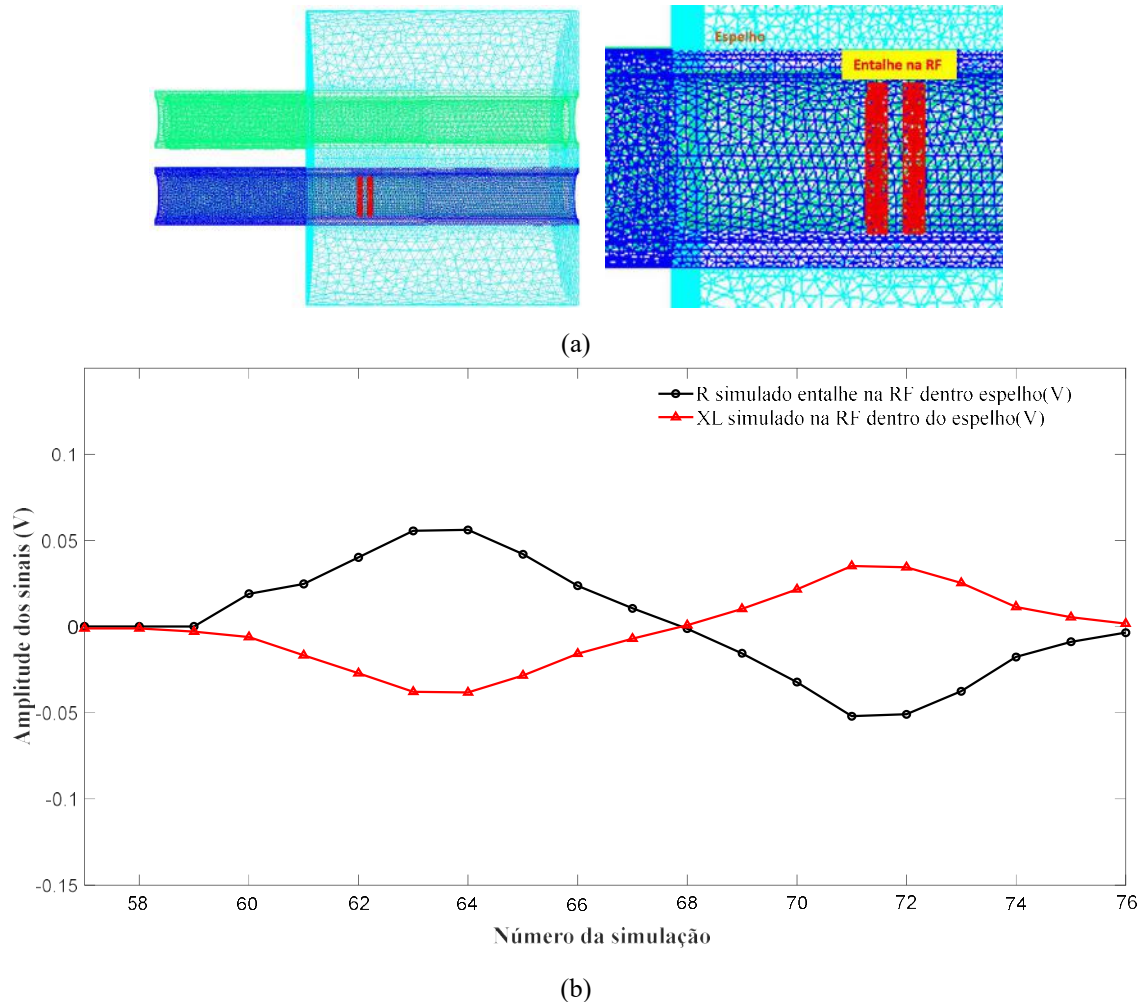 Espelho
Entalhe na RF
(a)
R simulado entalhe na RF dentro espelho(V)
XL simulado na RF dentro do espelho(V)
0.1
0.05
0
-0.05
-0.1
-0.15
Amplitude dos sinais (V)
58 60 62 64 66 68 70 72 74 76
Número da simulação
(b)